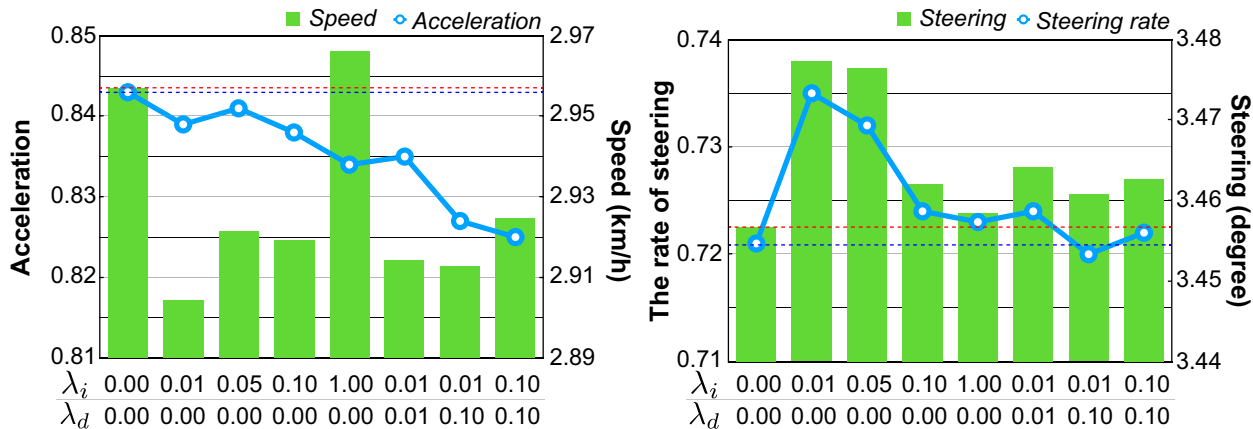 Speed Acceleration
Steering Steering rate
0.85
0.84
0.83
0.82
0.81
Acceleration
2.97
2.95
2.93
2.91
2.89
Speed (km/h)
λi 0.00 0.01 0.05 0.10 1.00 0.01 0.01 0.10
λd 0.00 0.00 0.00 0.00 0.00 0.01 0.10 0.10
0.74
0.73
0.72
0.71
The rate of steering
3.48
3.47
3.46
3.45
3.44
Steering (degree)
λi 0.00 0.01 0.05 0.10 1.00 0.01 0.01 0.10
λd 0.00 0.00 0.00 0.00 0.00 0.01 0.10 0.10